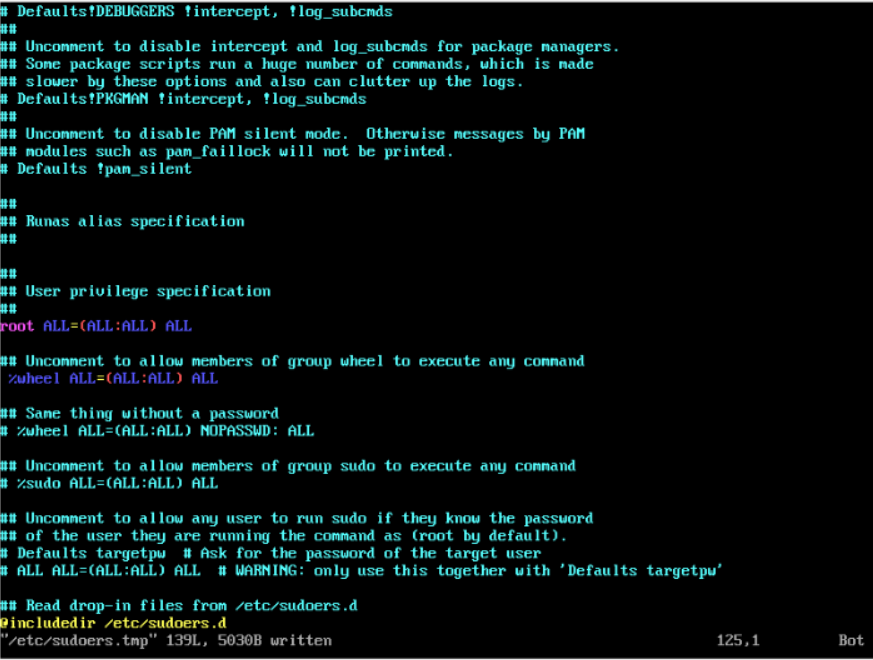 # Defaults!DEBUGGERS !intercept, !log_subcmds
##
## Uncomment to disable intercept and log_subcmds for package managers.
## Some package scripts run a huge number of commands, which is made
## slower by these options and also can clutter up the logs.
# Defaults!PKGMAN !intercept, !log_subcmds
##
## Uncomment to disable PAM silent mode.  Otherwise messages by PAM
## modules such as pam_faillock will not be printed.
# Defaults !pam_silent

##
## Runas alias specification
##

##
## User privilege specification
##
root ALL=(ALL:ALL) ALL

## Uncomment to allow members of group wheel to execute any command
 %wheel ALL=(ALL:ALL) ALL

## Same thing without a password
# %wheel ALL=(ALL:ALL) NOPASSWD: ALL

## Uncomment to allow members of group sudo to execute any command
# %sudo ALL=(ALL:ALL) ALL

## Uncomment to allow any user to run sudo if they know the password
## of the user they are running the command as (root by default).
# Defaults targetpw  # Ask for the password of the target user
# ALL ALL=(ALL:ALL) ALL  # WARNING: only use this together with 'Defaults targetpw'

## Read drop-in files from /etc/sudoers.d
@includedir /etc/sudoers.d
"/etc/sudoers.tmp" 139L, 5030B written 125,1 Bot